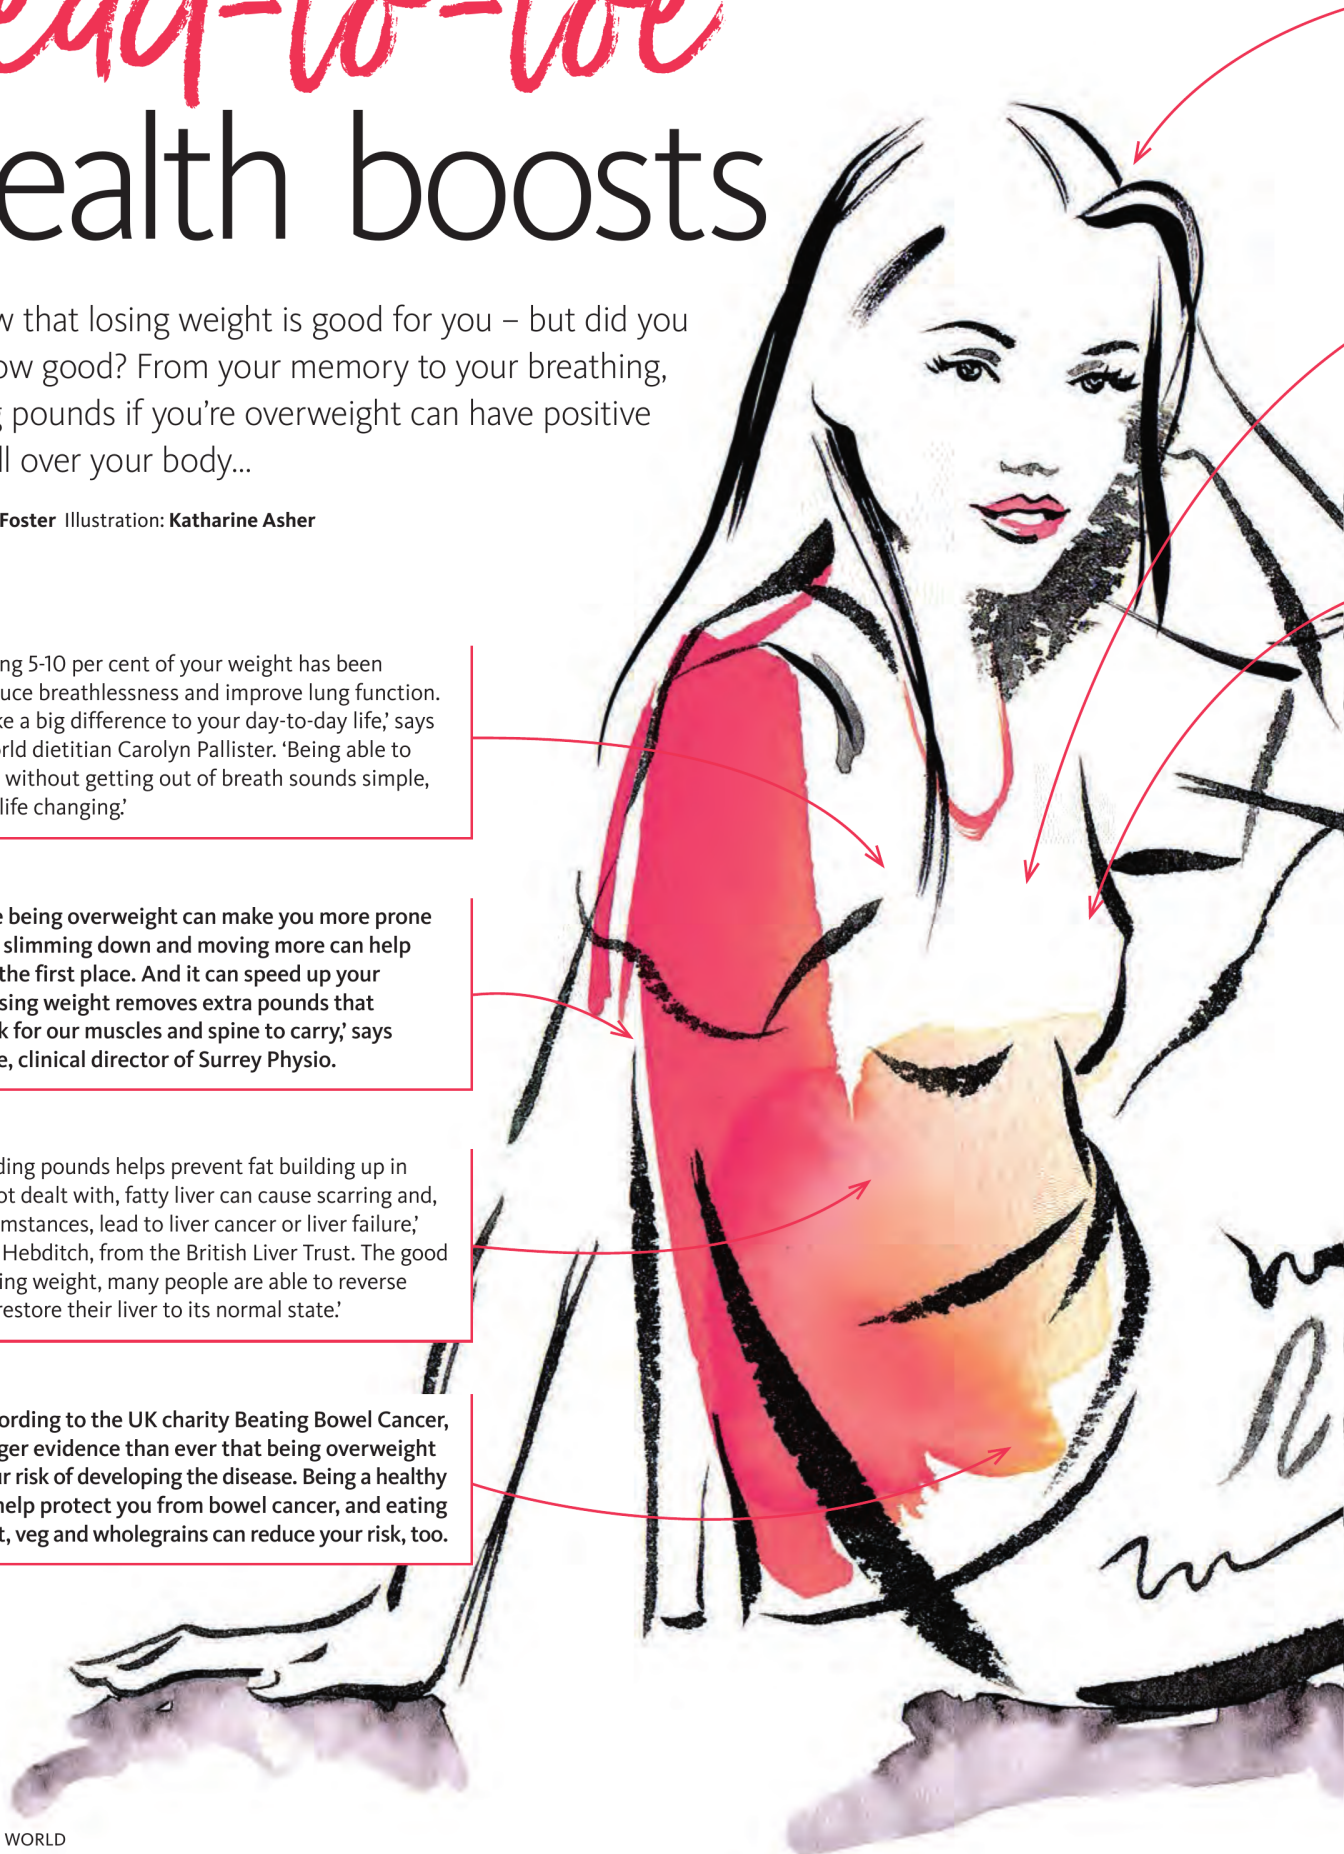 ead-to-toe
ealth boosts
w that losing weight is good for you – but did you
ow good? From your memory to your breathing,
g pounds if you're overweight can have positive
ll over your body...
Foster Illustration: Katharine Asher
ng 5-10 per cent of your weight has been
uce breathlessness and improve lung function.
ke a big difference to your day-to-day life,' says
orld dietitian Carolyn Pallister. 'Being able to
without getting out of breath sounds simple,
life changing.'
e being overweight can make you more prone
slimming down and moving more can help
the first place. And it can speed up your
sing weight removes extra pounds that
k for our muscles and spine to carry,' says
e, clinical director of Surrey Physio.
ding pounds helps prevent fat building up in
ot dealt with, fatty liver can cause scarring and,
mstances, lead to liver cancer or liver failure,'
Hebditch, from the British Liver Trust. The good
ing weight, many people are able to reverse
restore their liver to its normal state.'
ording to the UK charity Beating Bowel Cancer,
ger evidence than ever that being overweight
ur risk of developing the disease. Being a healthy
help protect you from bowel cancer, and eating
t, veg and wholegrains can reduce your risk, too.
WORLD